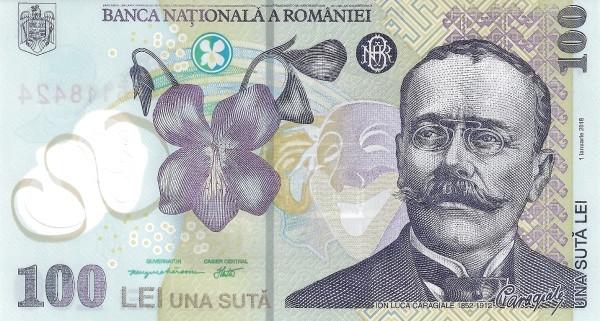 BANCA NAȚIONALĂ A ROMÂNIEI
100
118424
1 Ianuarie 2018
GUVERNATOR CASIER CENTRAL
100 LEI UNA SUTĂ
ION LUCA CARAGIALE 1852-1912
Caragiale
UNA SUTĂ LEI